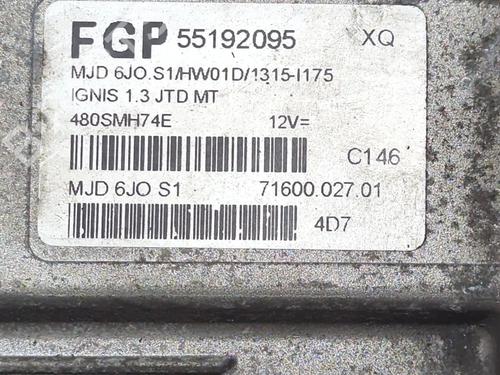 FGP 55192095 XQ
MJD 6JO.S1/HW01D/1315-I175
IGNIS 1.3 JTD MT
480SMH74E 12V=
C146
MJD 6JO S1 71600.027.01
4D7